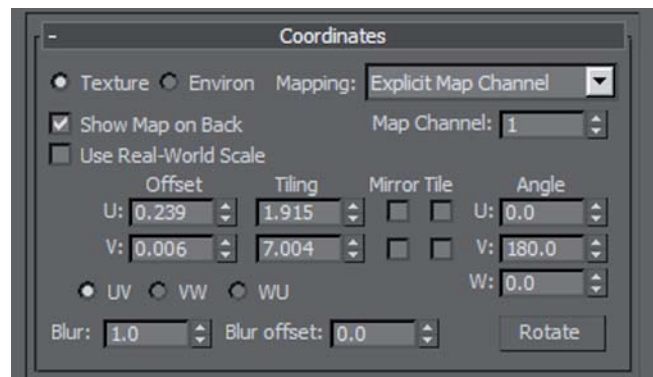 - Coordinates
Texture Environ Mapping: Explicit Map Channel
Show Map on Back Map Channel: 1
Use Real-World Scale
Offset Tiling Mirror Tile Angle
U: 0.239 1.915 U: 0.0
V: 0.006 7.004 V: 180.0
UV VW WU W: 0.0
Blur: 1.0 Blur offset: 0.0 Rotate